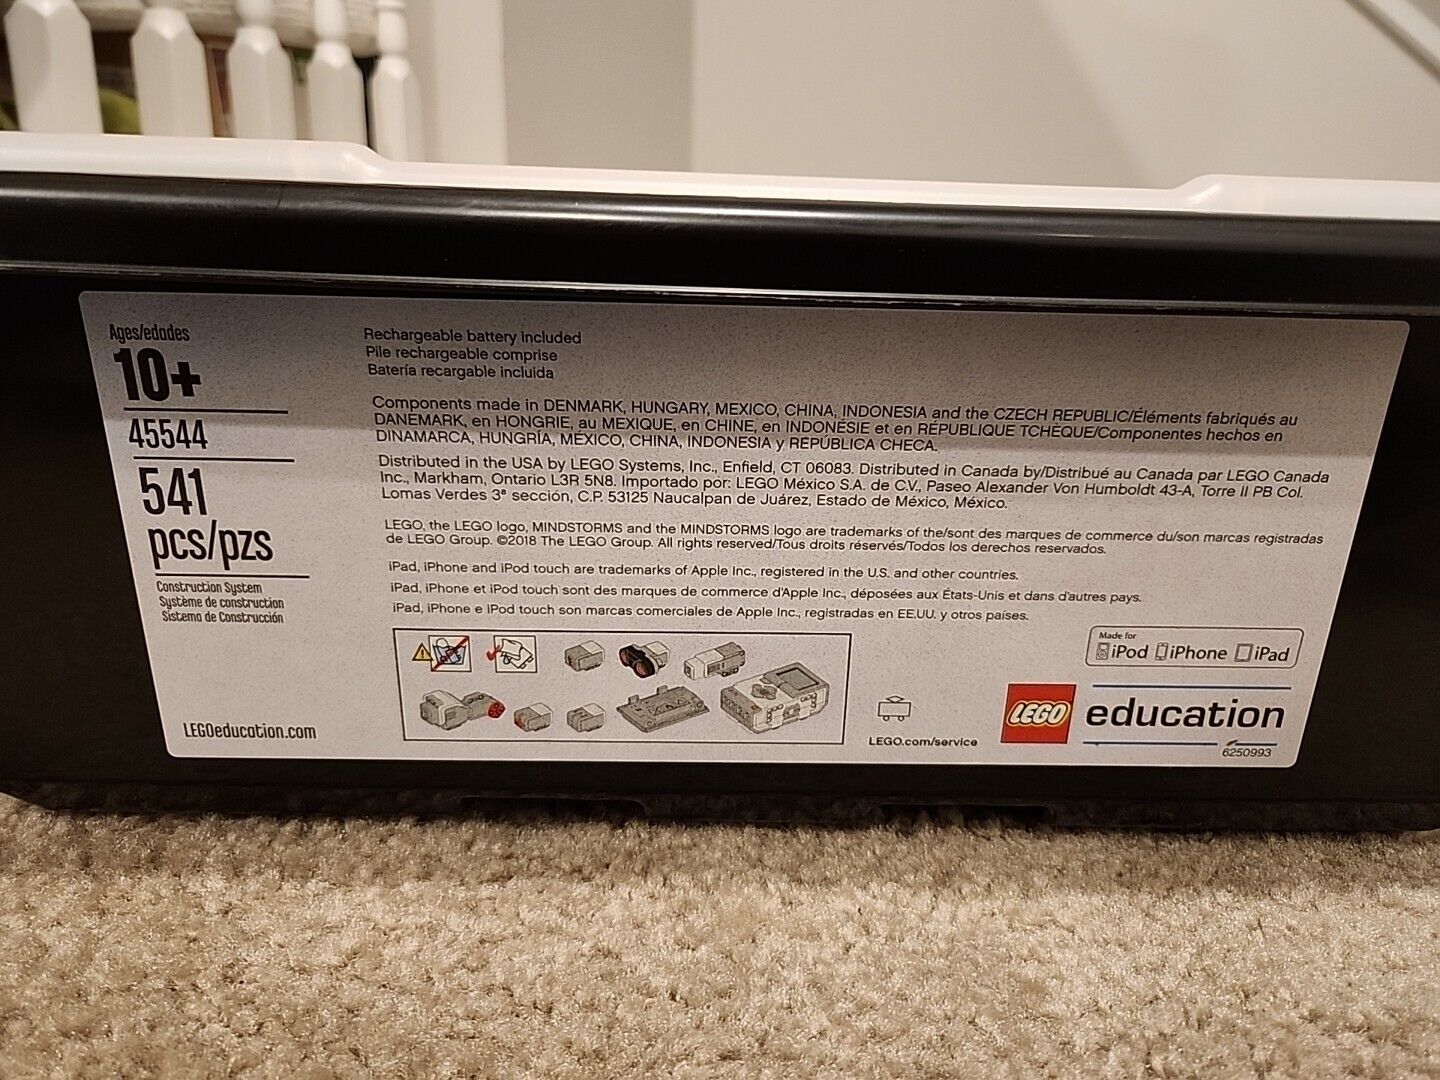 Ages/edades
10+
45544
541
pcs/pzs
Construction System
Système de construction
Sistema de Construcción
LEGOeducation.com
Rechargeable battery included
Pile rechargeable comprise
Batería recargable incluida
Components made in DENMARK, HUNGARY, MEXICO, CHINA, INDONESIA and the CZECH REPUBLIC/Éléments fabriqués au
DANEMARK, en HONGRIE, au MEXIQUE, en CHINE, en INDONÉSIE et en RÉPUBLIQUE TCHÈQUE/Componentes hechos en
DINAMARCA, HUNGRÍA, MÉXICO, CHINA, INDONESIA y REPÚBLICA CHECA.
Distributed in the USA by LEGO Systems, Inc., Enfield, CT 06083. Distributed in Canada by/Distribué au Canada par LEGO Canada
Inc., Markham, Ontario L3R 5N8. Importado por: LEGO México S.A. de C.V., Paseo Alexander Von Humboldt 43-A, Torre II PB Col.
Lomas Verdes 3ª sección, C.P. 53125 Naucalpan de Juárez, Estado de México, México.
LEGO, the LEGO logo, MINDSTORMS and the MINDSTORMS logo are trademarks of the/sont des marques de commerce du/son marcas registradas
de LEGO Group. ©2018 The LEGO Group. All rights reserved/Tous droits réservés/Todos los derechos reservados.
iPad, iPhone and iPod touch are trademarks of Apple Inc., registered in the U.S. and other countries.
iPad, iPhone et iPod touch sont des marques de commerce d'Apple Inc., déposées aux États-Unis et dans d'autres pays.
iPad, iPhone e iPod touch son marcas comerciales de Apple Inc., registradas en EE.UU. y otros países.
LEGO.com/service
Made for
iPod iPhone iPad
LEGO education
6250993